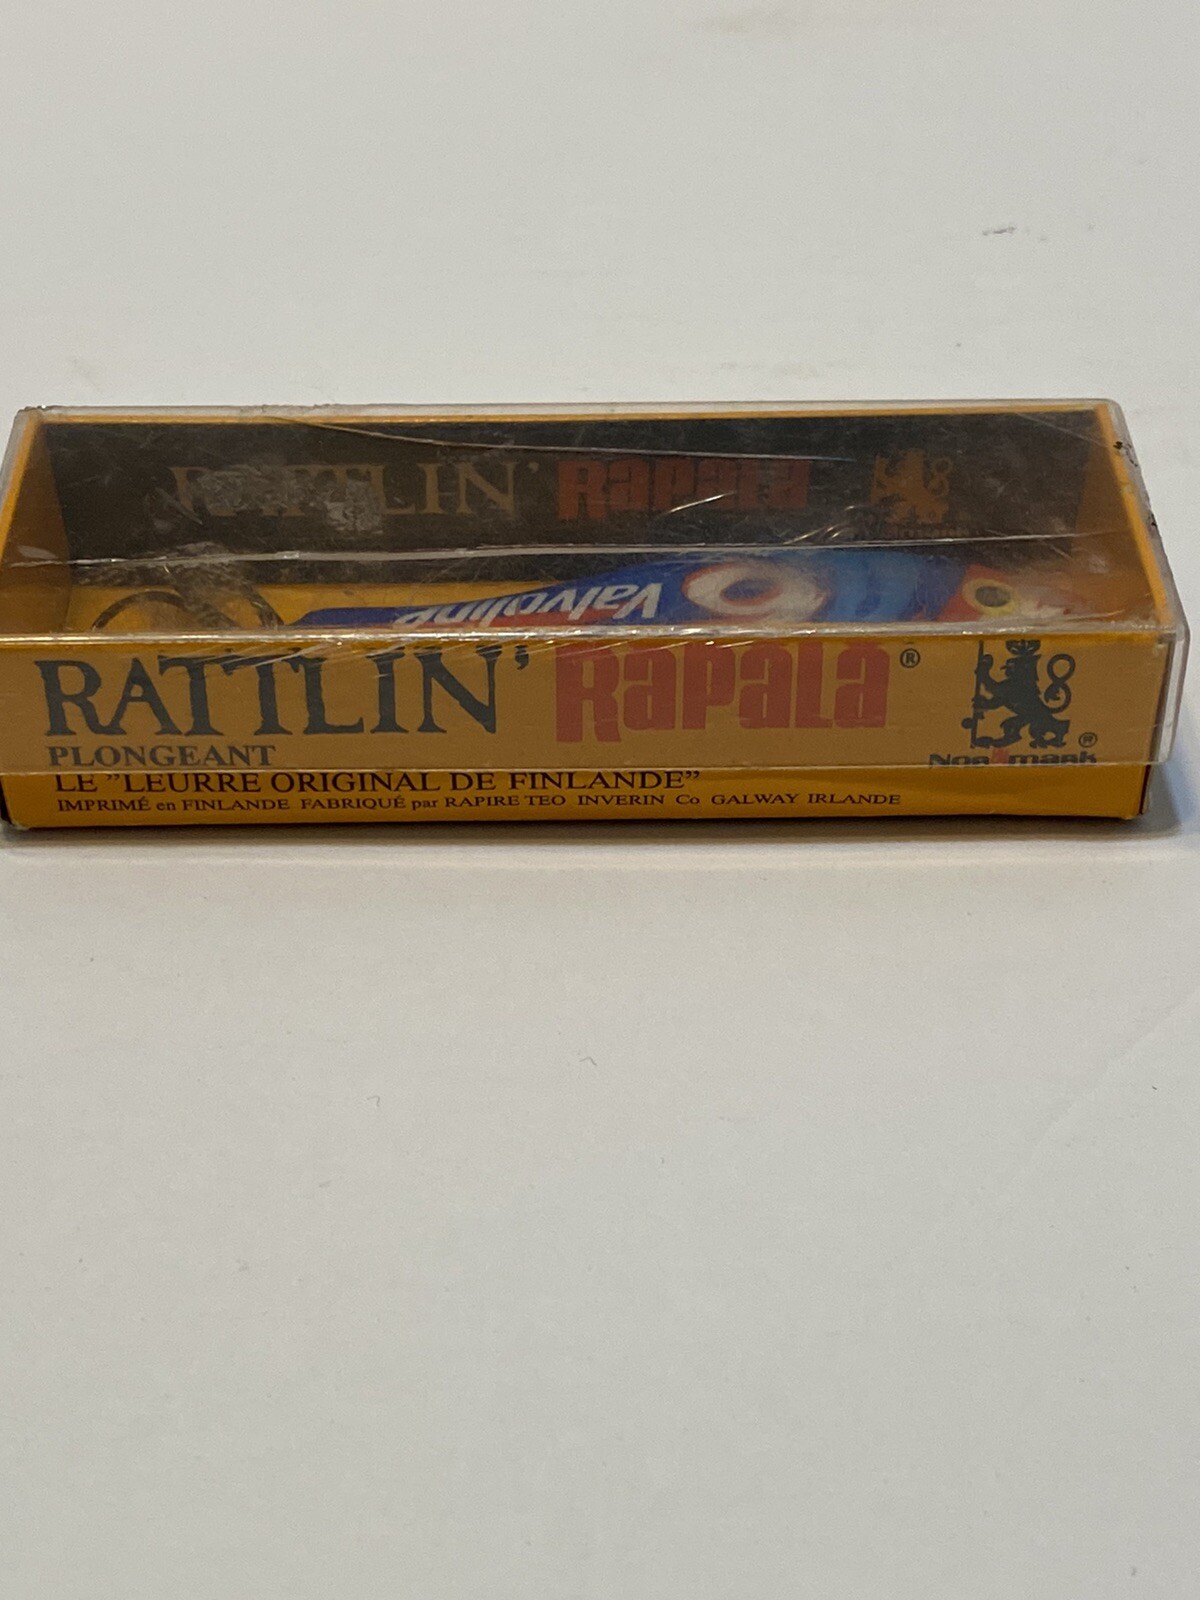 RATTLIN' Rapala
Valvoline
RATTLIN' Rapala®
PLONGEANT
Normark®
LE "LEURRE ORIGINAL DE FINLANDE"
IMPRIMÉ en FINLANDE FABRIQUÉ par RAPIRE TEO INVERIN Co GALWAY IRLANDE